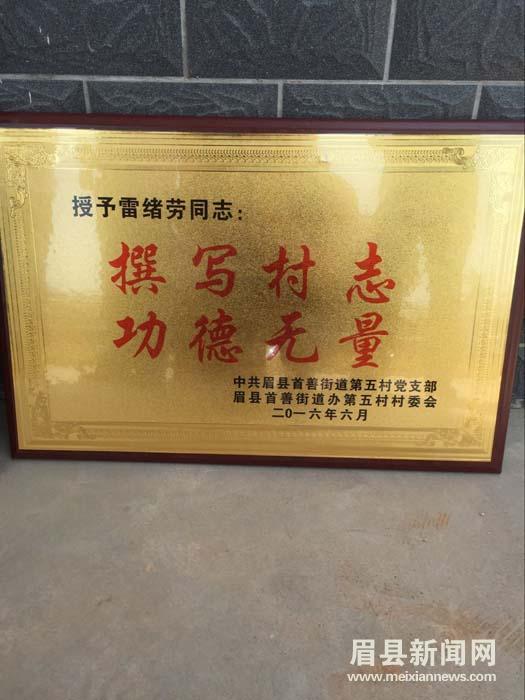 授予雷绪劳同志：
撰写村志
功德无量
中共眉县首善街道第五村党支部
眉县首善街道办第五村村委会
二0一六年六月
眉县新闻网
www.meixiannews.com